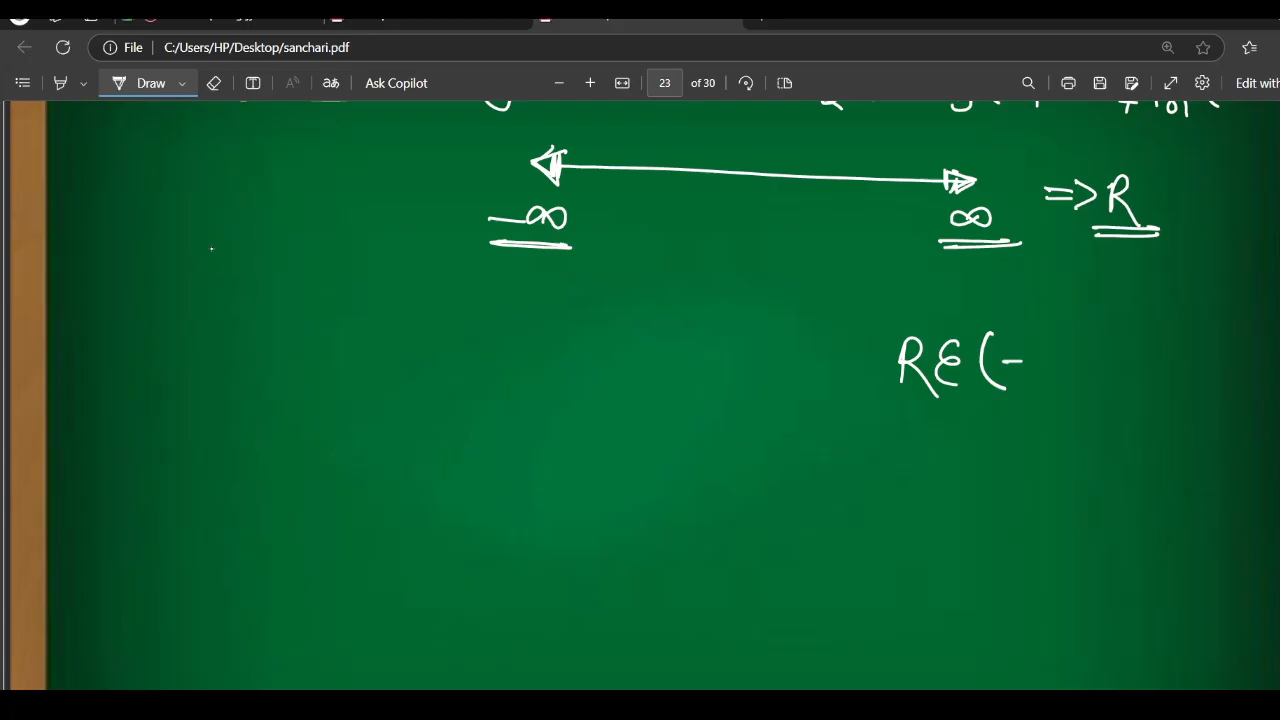 File C:/Users/HP/Desktop/sanchari.pdf
Draw Ask Copilot 23 of 30 Edit with
-∞ ∞ => R
R ∈ (-